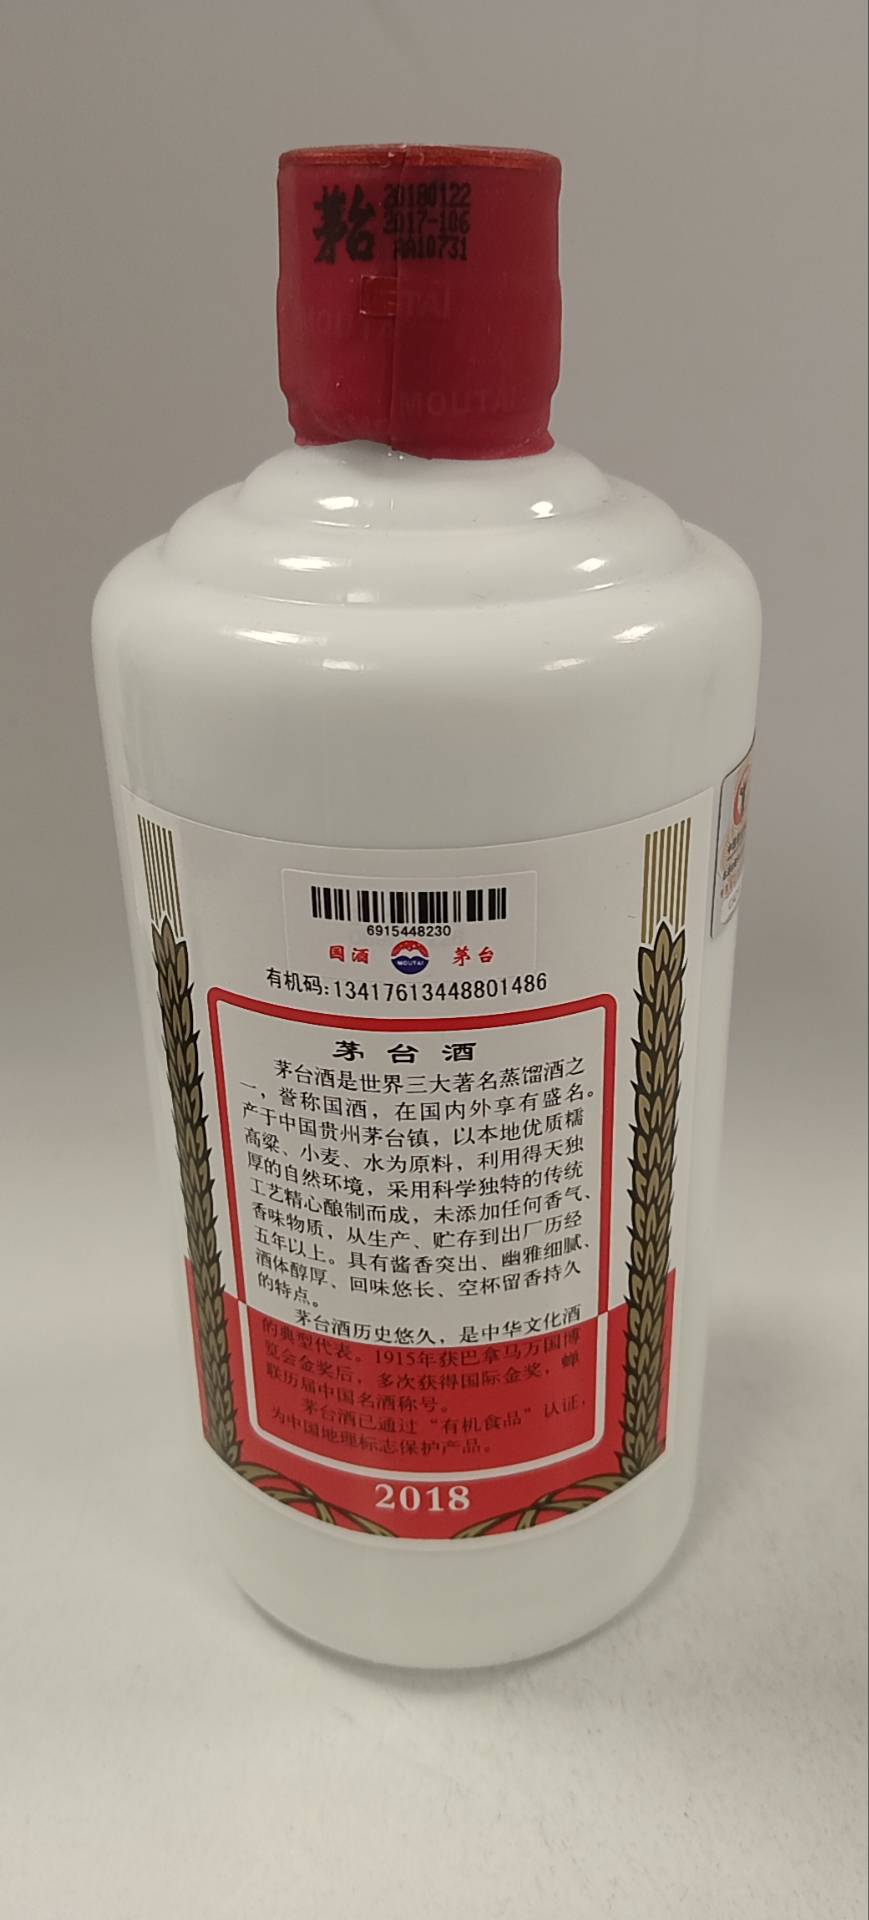 茅台
20180122
2017-106
AA10731
6915448230
国酒
MOUTAI
茅台
有机码:13417613448801486
茅台酒
茅台酒是世界三大著名蒸馏酒之
一，誉称国酒，在国内外享有盛名。
产于中国贵州茅台镇，以本地优质糯
高粱、小麦、水为原料，利用得天独
厚的自然环境，采用科学独特的传统
工艺精心酿制而成，未添加任何香气、
香味物质，从生产、贮存到出厂历经
五年以上。具有酱香突出、幽雅细腻、
酒体醇厚、回味悠长、空杯留香持久
的特点。
茅台酒历史悠久，是中华文化酒
的典型代表。1915年获巴拿马万国博
览会金奖后，多次获得国际金奖，蝉
联历届中国名酒称号。
茅台酒已通过“有机食品”认证，
为中国地理标志保护产品。
2018